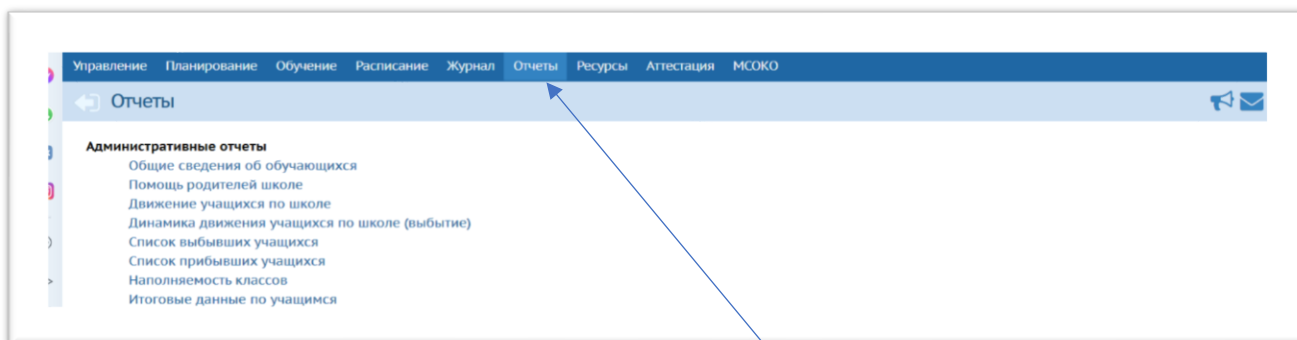 Управление Планирование Обучение Расписание Журнал Отчеты Ресурсы Аттестация МСОКО
Отчеты
Административные отчеты
Общие сведения об обучающихся
Помощь родителей школе
Движение учащихся по школе
Динамика движения учащихся по школе (выбытие)
Список выбывших учащихся
Список прибывших учащихся
Наполняемость классов
Итоговые данные по учащимся